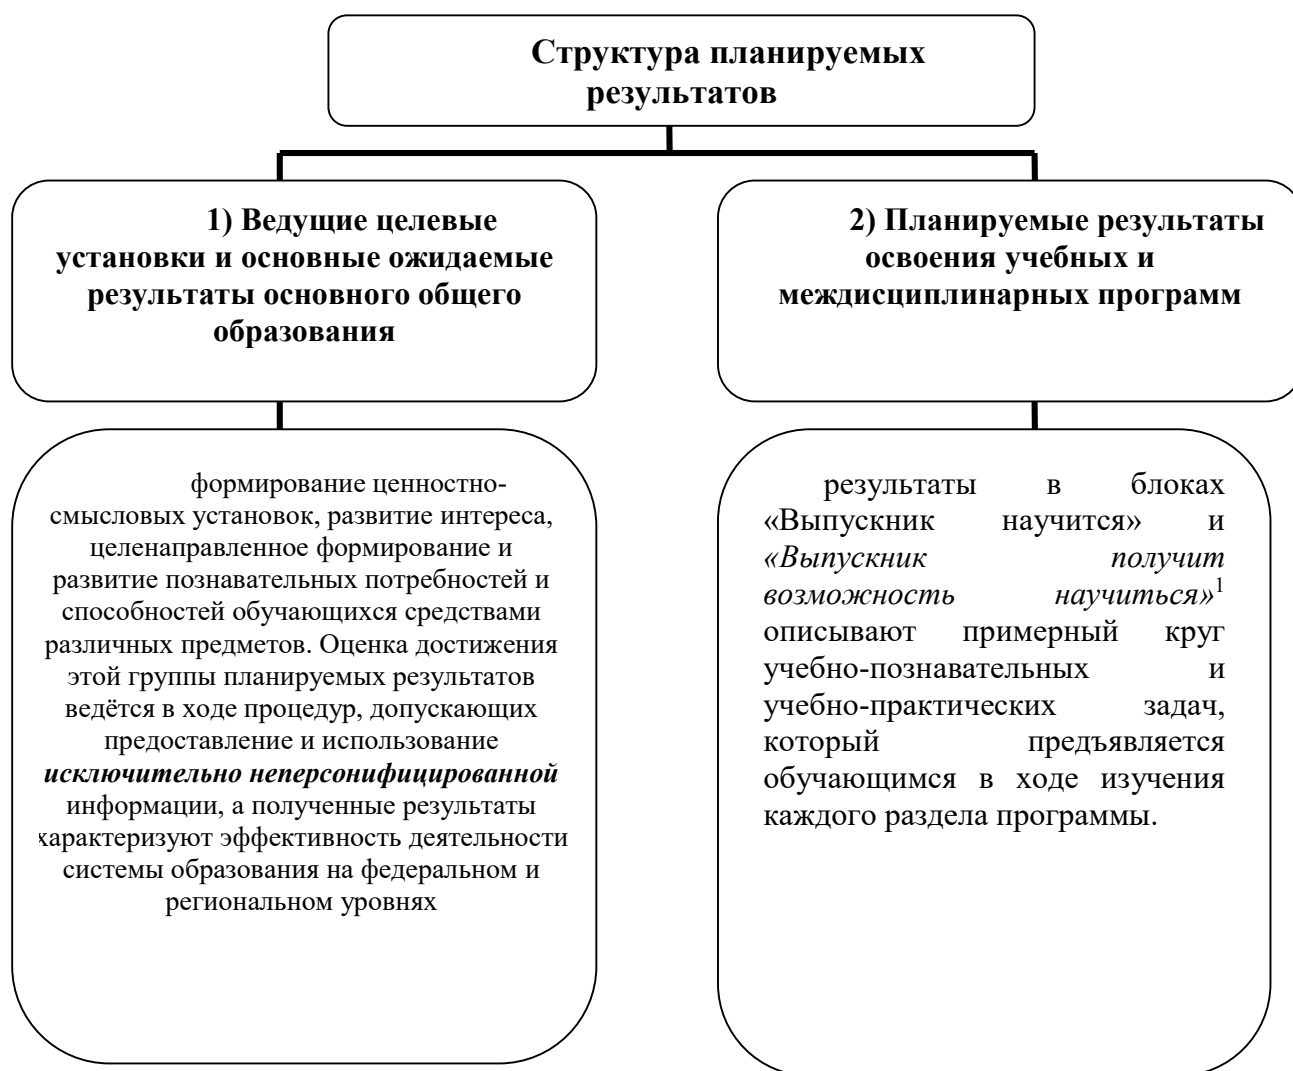 Структура планируемых
результатов
1) Ведущие целевые
установки и основные ожидаемые
результаты основного общего
образования
2) Планируемые результаты
освоения учебных и
междисциплинарных программ
формирование ценностно-
смысловых установок, развитие интереса,
целенаправленное формирование и
развитие познавательных потребностей и
способностей обучающихся средствами
различных предметов. Оценка достижения
этой группы планируемых результатов
ведётся в ходе процедур, допускающих
предоставление и использование
исключительно неперсонифицированной
информации, а полученные результаты
характеризуют эффективность деятельности
системы образования на федеральном и
региональном уровнях
результаты в блоках
«Выпускник научится» и
«Выпускник получит
возможность научиться»1
описывают примерный круг
учебно-познавательных и
учебно-практических задач,
который предъявляется
обучающимся в ходе изучения
каждого раздела программы.